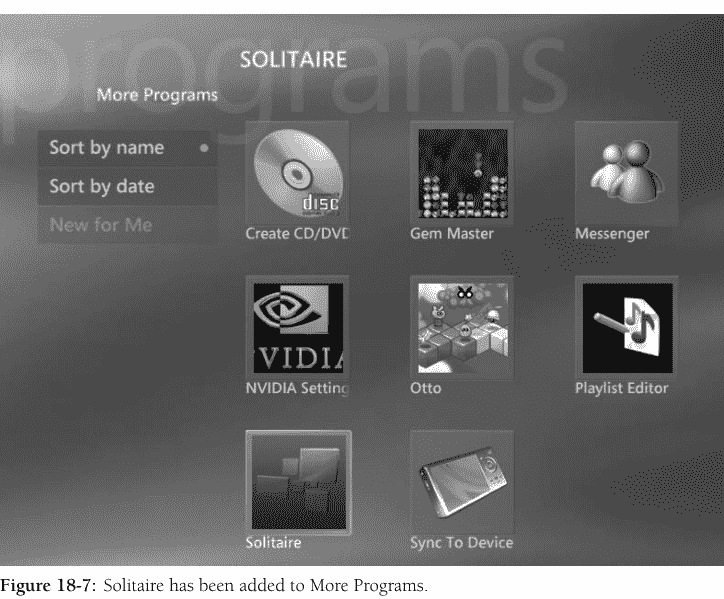 programs
SOLITAIRE
More Programs
Sort by name
Sort by date
New for Me
disc
Create CD/DVD
Gem Master
Messenger
NVIDIA
NVIDIA Setting
Otto
Playlist Editor
Solitaire
Sync To Device
Figure 18-7: Solitaire has been added to More Programs.